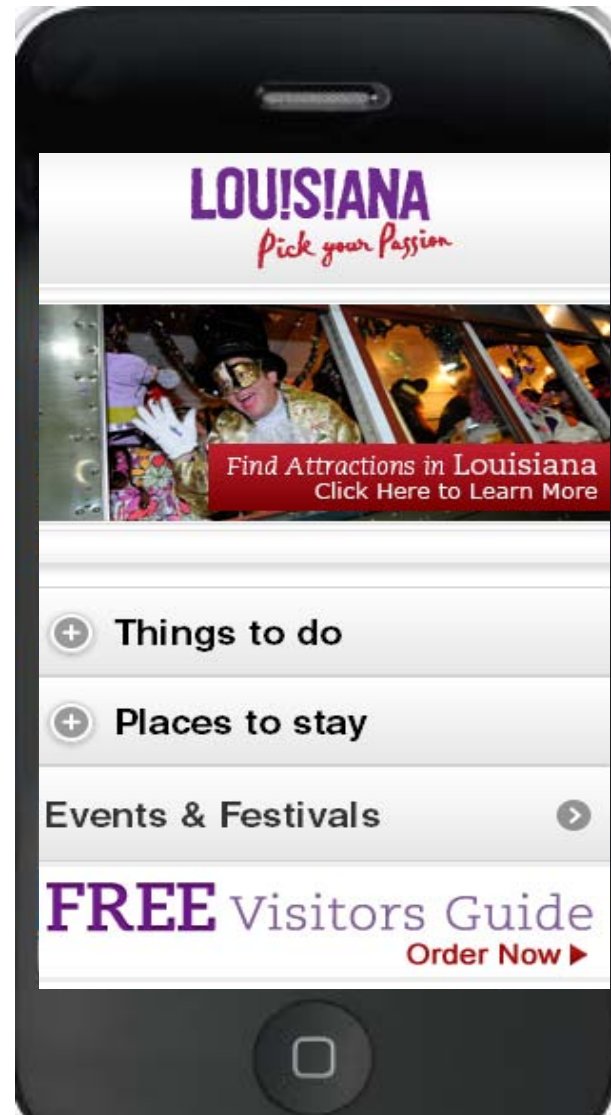 LOU!S!ANA
Pick your Passion
Find Attractions in Louisiana
Click Here to Learn More
Things to do
Places to stay
Events & Festivals
FREE Visitors Guide
Order Now